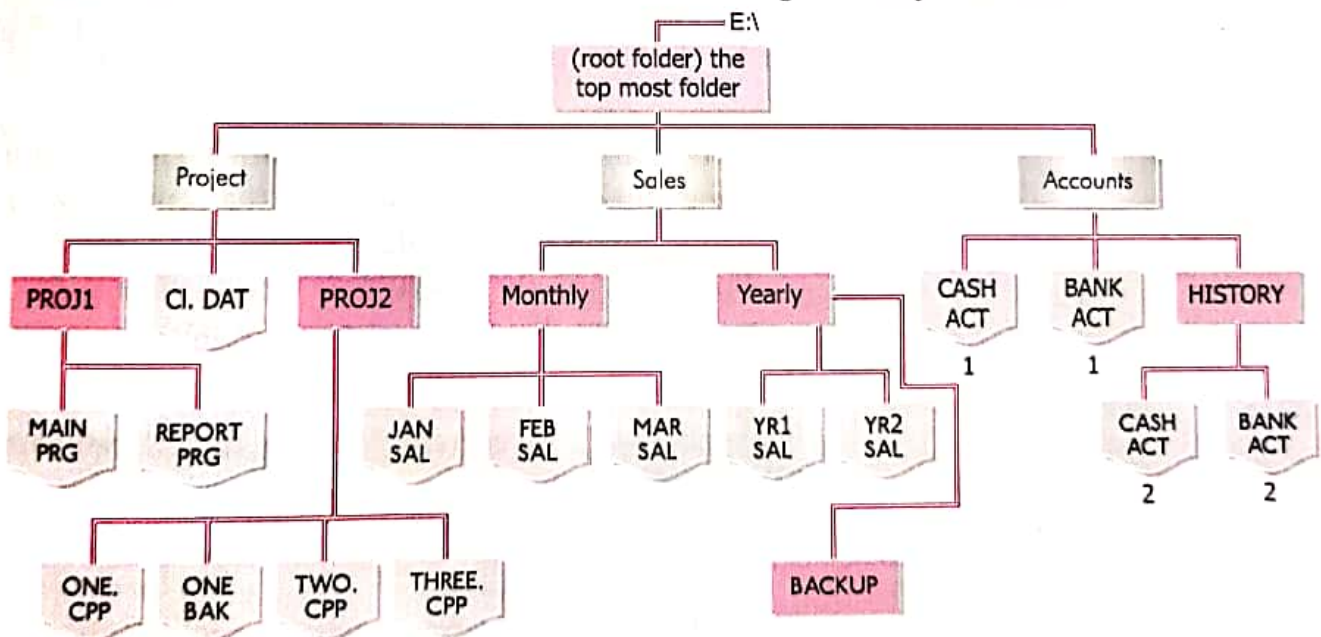 E:\
(root folder) the
top most folder
Project
Sales
Accounts
PROJ1
CI. DAT
PROJ2
Monthly
Yearly
CASH
ACT
1
BANK
ACT
1
HISTORY
MAIN
PRG
REPORT
PRG
JAN
SAL
FEB
SAL
MAR
SAL
YR1
SAL
YR2
SAL
CASH
ACT
2
BANK
ACT
2
ONE.
CPP
ONE
BAK
TWO.
CPP
THREE.
CPP
BACKUP